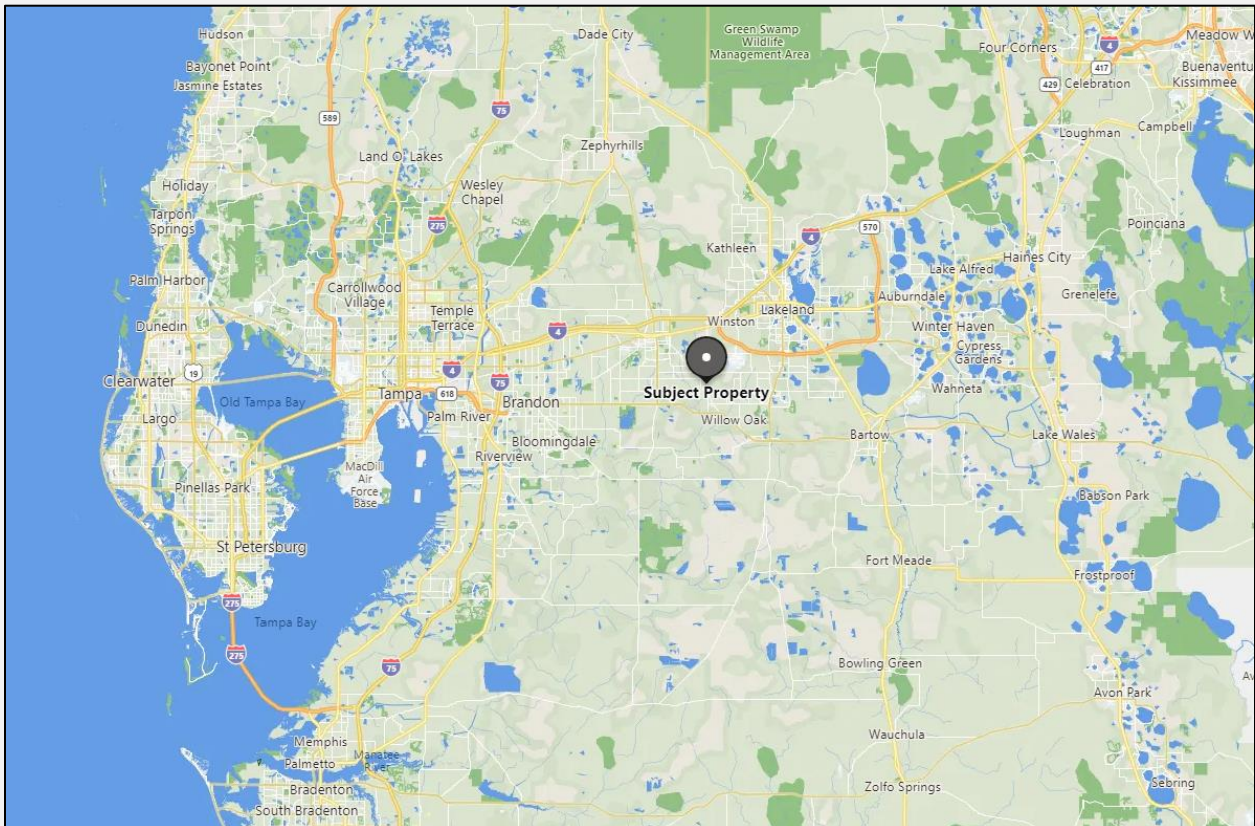 Hudson
Dade City
Green Swamp
Wildlife
Management Area
Four Corners
4
Meadow W
Bayonet Point
417
Buenaventu
Jasmine Estates
429
Celebration
Kissimmee
75
589
Loughman
Campbell
Zephyrhills
Land O' Lakes
Holiday
Wesley
Chapel
Tarpon
Springs
275
570
Poinciana
4
Kathleen
Haines City
Lake Alfred
Palm Harbor
Carrollwood
Village
Auburndale
Grenelefe
Temple
Terrace
Lakeland
Dunedin
4
Winston
Winter Haven
19
Cypress
Gardens
Clearwater
4
75
Wahneta
Subject Property
Old Tampa Bay
Tampa
618
Brandon
Largo
Palm River
Willow Oak
Bloomingdale
Bartow
Lake Wales
Riverview
MacDill
Air
Force
Base
Pinellas Park
Babson Park
St Petersburg
Fort Meade
Frostproof
275
Tampa Bay
275
75
Bowling Green
Av
Avon Park
Wauchula
Memphis
Manatee
River
Palmetto
Bradenton
Zolfo Springs
Sebring
South Bradenton